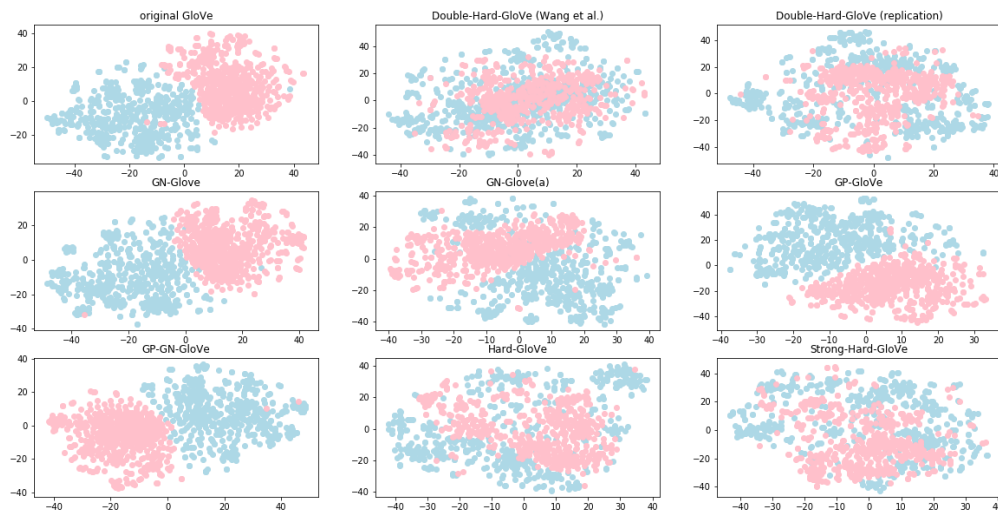 original GloVe
40
20
0
−20
−40 −20 0 20 40
Double-Hard-GloVe (Wang et al.)
40
20
0
−20
−40
−40 −20 0 20 40
Double-Hard-GloVe (replication)
40
20
0
−20
−40
−40 −20 0 20 40
GN-Glove
20
0
−20
−40
−40 −20 0 20 40
GN-Glove(a)
40
20
0
−20
−40
−40 −30 −20 −10 0 10 20 30 40
GP-GloVe
40
20
0
−20
−40
−40 −30 −20 −10 0 10 20 30
GP-GN-GloVe
40
20
0
−20
−40
−40 −20 0 20 40
Hard-GloVe
40
20
0
−20
−40
−40 −30 −20 −10 0 10 20 30 40
Strong-Hard-GloVe
40
20
0
−20
−40
−40 −30 −20 −10 0 10 20 30 40